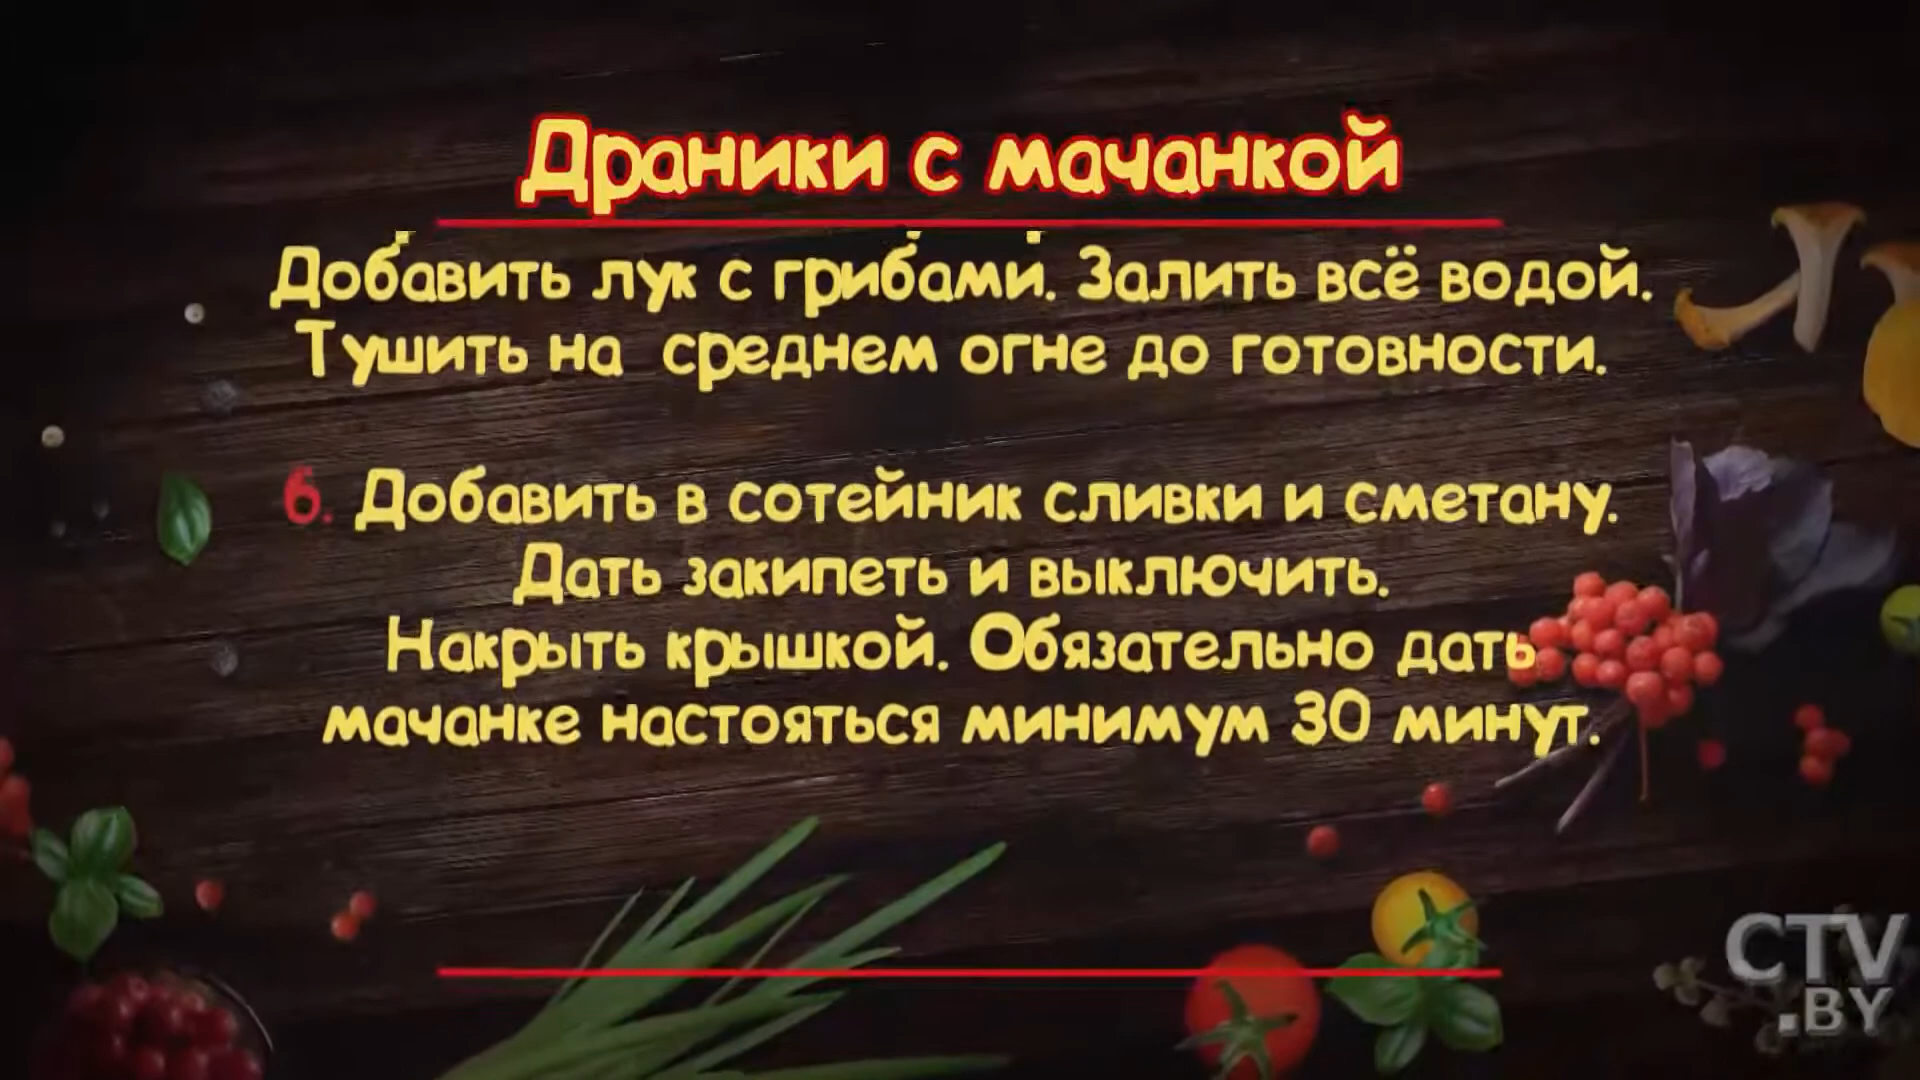 Драники с мачанкой
Добавить лук с грибами. Залить всё водой.
Тушить на среднем огне до готовности.
6. Добавить в сотейник сливки и сметану.
Дать закипеть и выключить.
Накрыть крышкой. Обязательно дать
мачанке настояться минимум 30 минут.
CTV
.BY